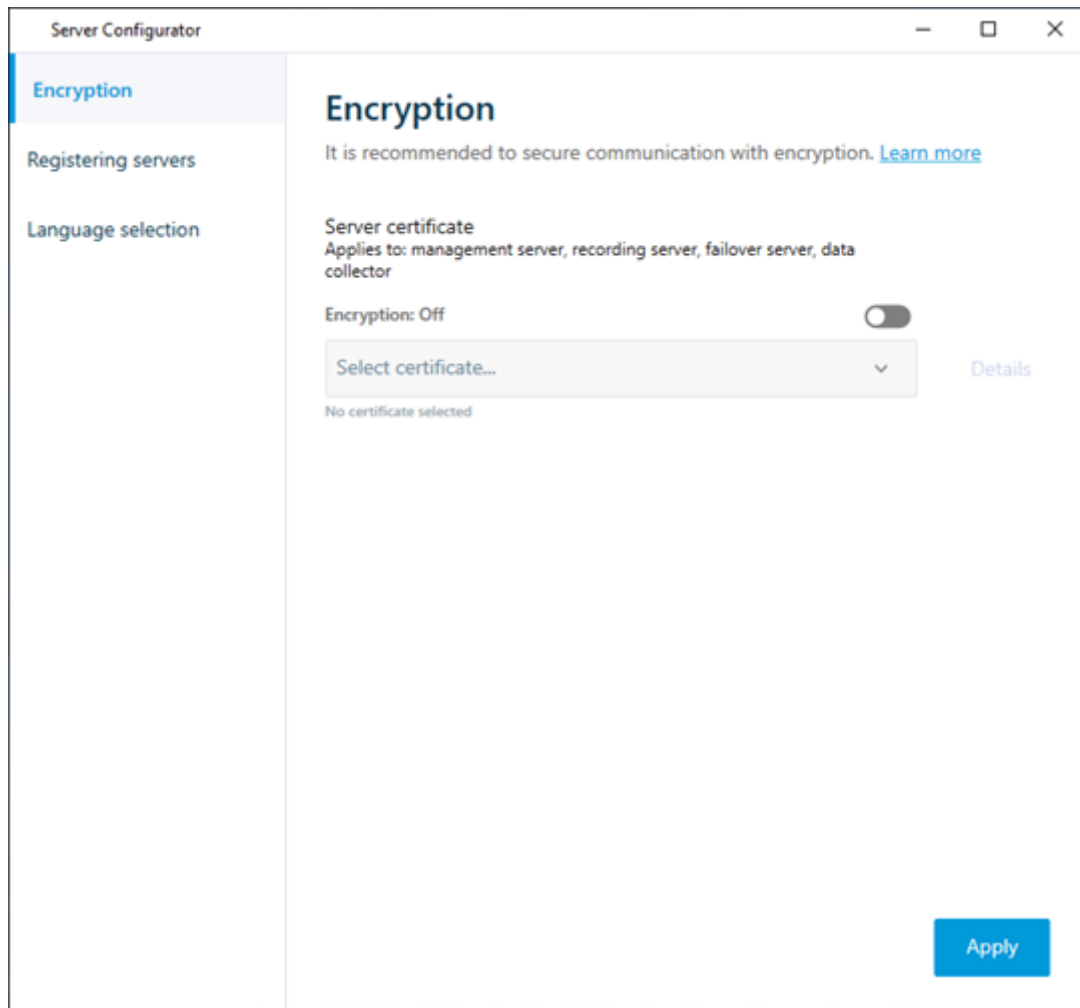 Server Configurator
Encryption
Registering servers
Language selection
Encryption
It is recommended to secure communication with encryption. Learn more
Server certificate
Applies to: management server, recording server, failover server, data
collector
Encryption: Off
Select certificate...
Details
No certificate selected
Apply